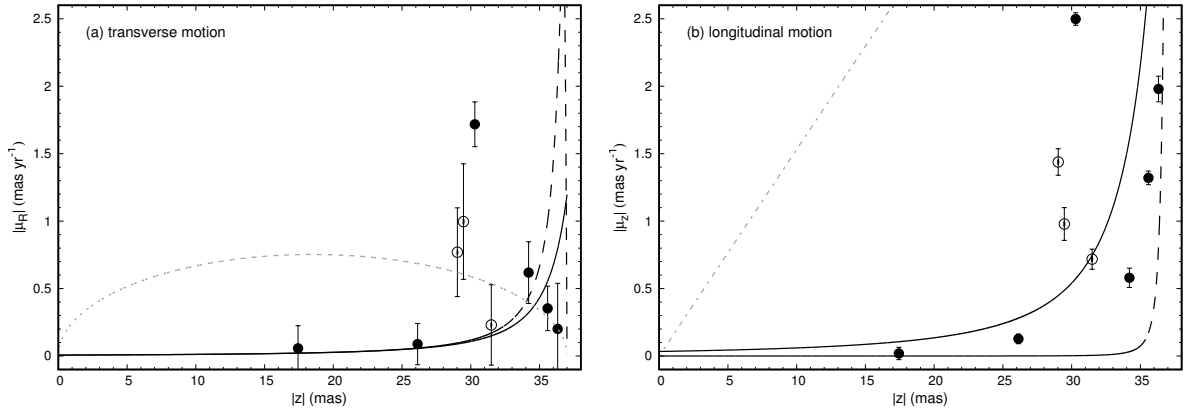 (a) transverse motion
2.5
2
1.5
1
0.5
0
|μR| (mas yr-1)
0 5 10 15 20 25 30 35
|z| (mas)
(b) longitudinal motion
2.5
2
1.5
1
0.5
0
|μz| (mas yr-1)
0 5 10 15 20 25 30 35
|z| (mas)